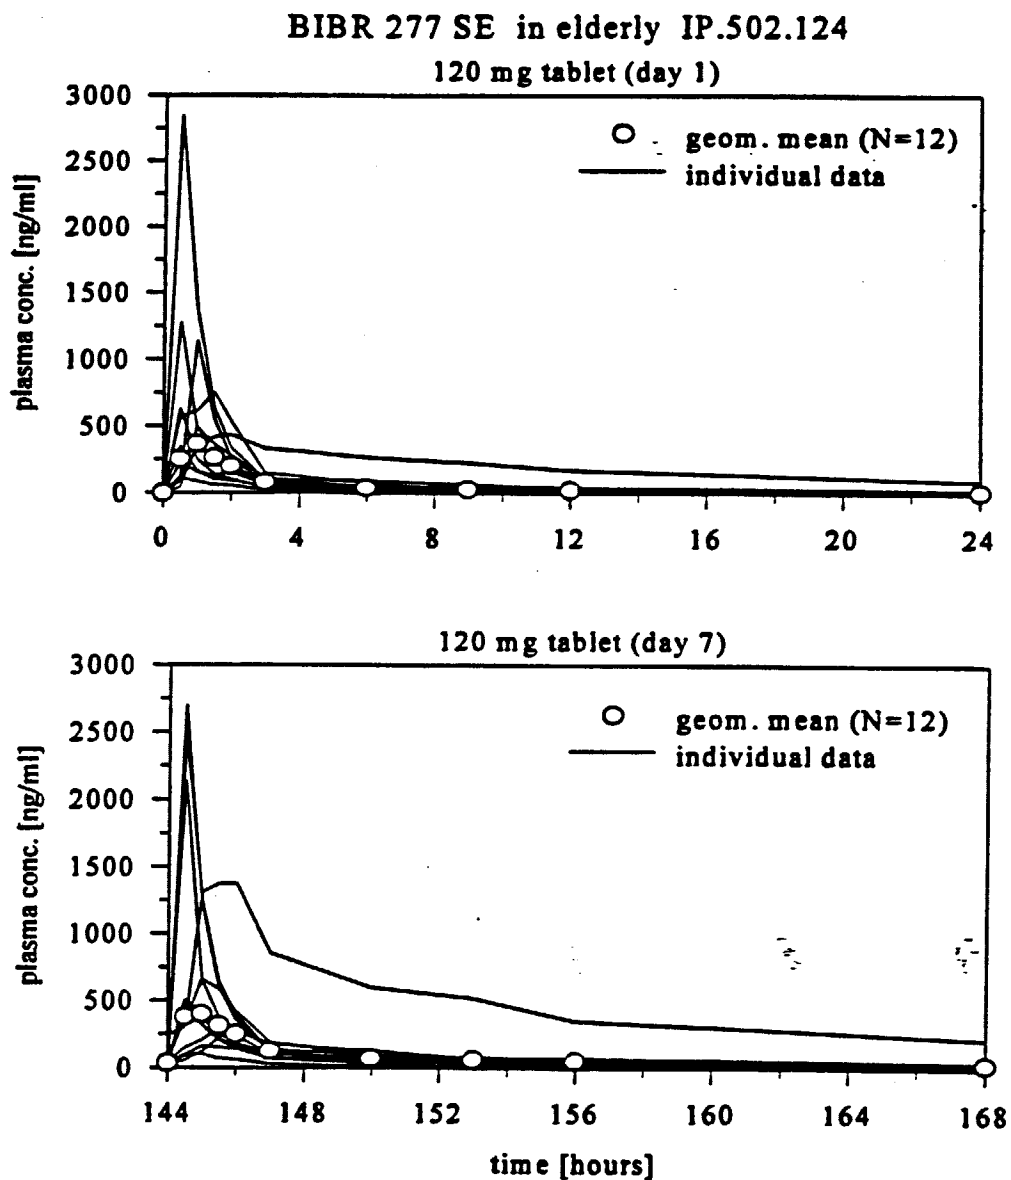 BIBR 277 SE in elderly IP.502.124
120 mg tablet (day 1)
plasma conc. [ng/ml]
3000
2500
2000
1500
1000
500
0
geom. mean (N=12)
individual data
0 4 8 12 16 20 24
120 mg tablet (day 7)
plasma conc. [ng/ml]
3000
2500
2000
1500
1000
500
0
geom. mean (N=12)
individual data
144 148 152 156 160 164 168
time [hours]